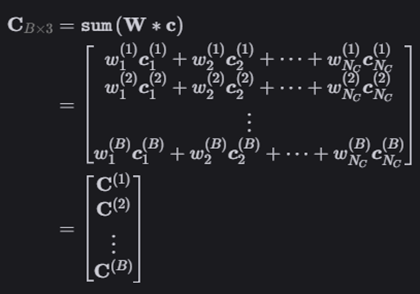 C_{B×3} = sum(W * c)
= [ w_1^{(1)} c_1^{(1)} + w_2^{(1)} c_2^{(1)} + ⋯ + w_{N_C}^{(1)} c_{N_C}^{(1)}
w_1^{(2)} c_1^{(2)} + w_2^{(2)} c_2^{(2)} + ⋯ + w_{N_C}^{(2)} c_{N_C}^{(2)}
⋮
w_1^{(B)} c_1^{(B)} + w_2^{(B)} c_2^{(B)} + ⋯ + w_{N_C}^{(B)} c_{N_C}^{(B)} ]
= [ C^{(1)}
C^{(2)}
⋮
C^{(B)} ]